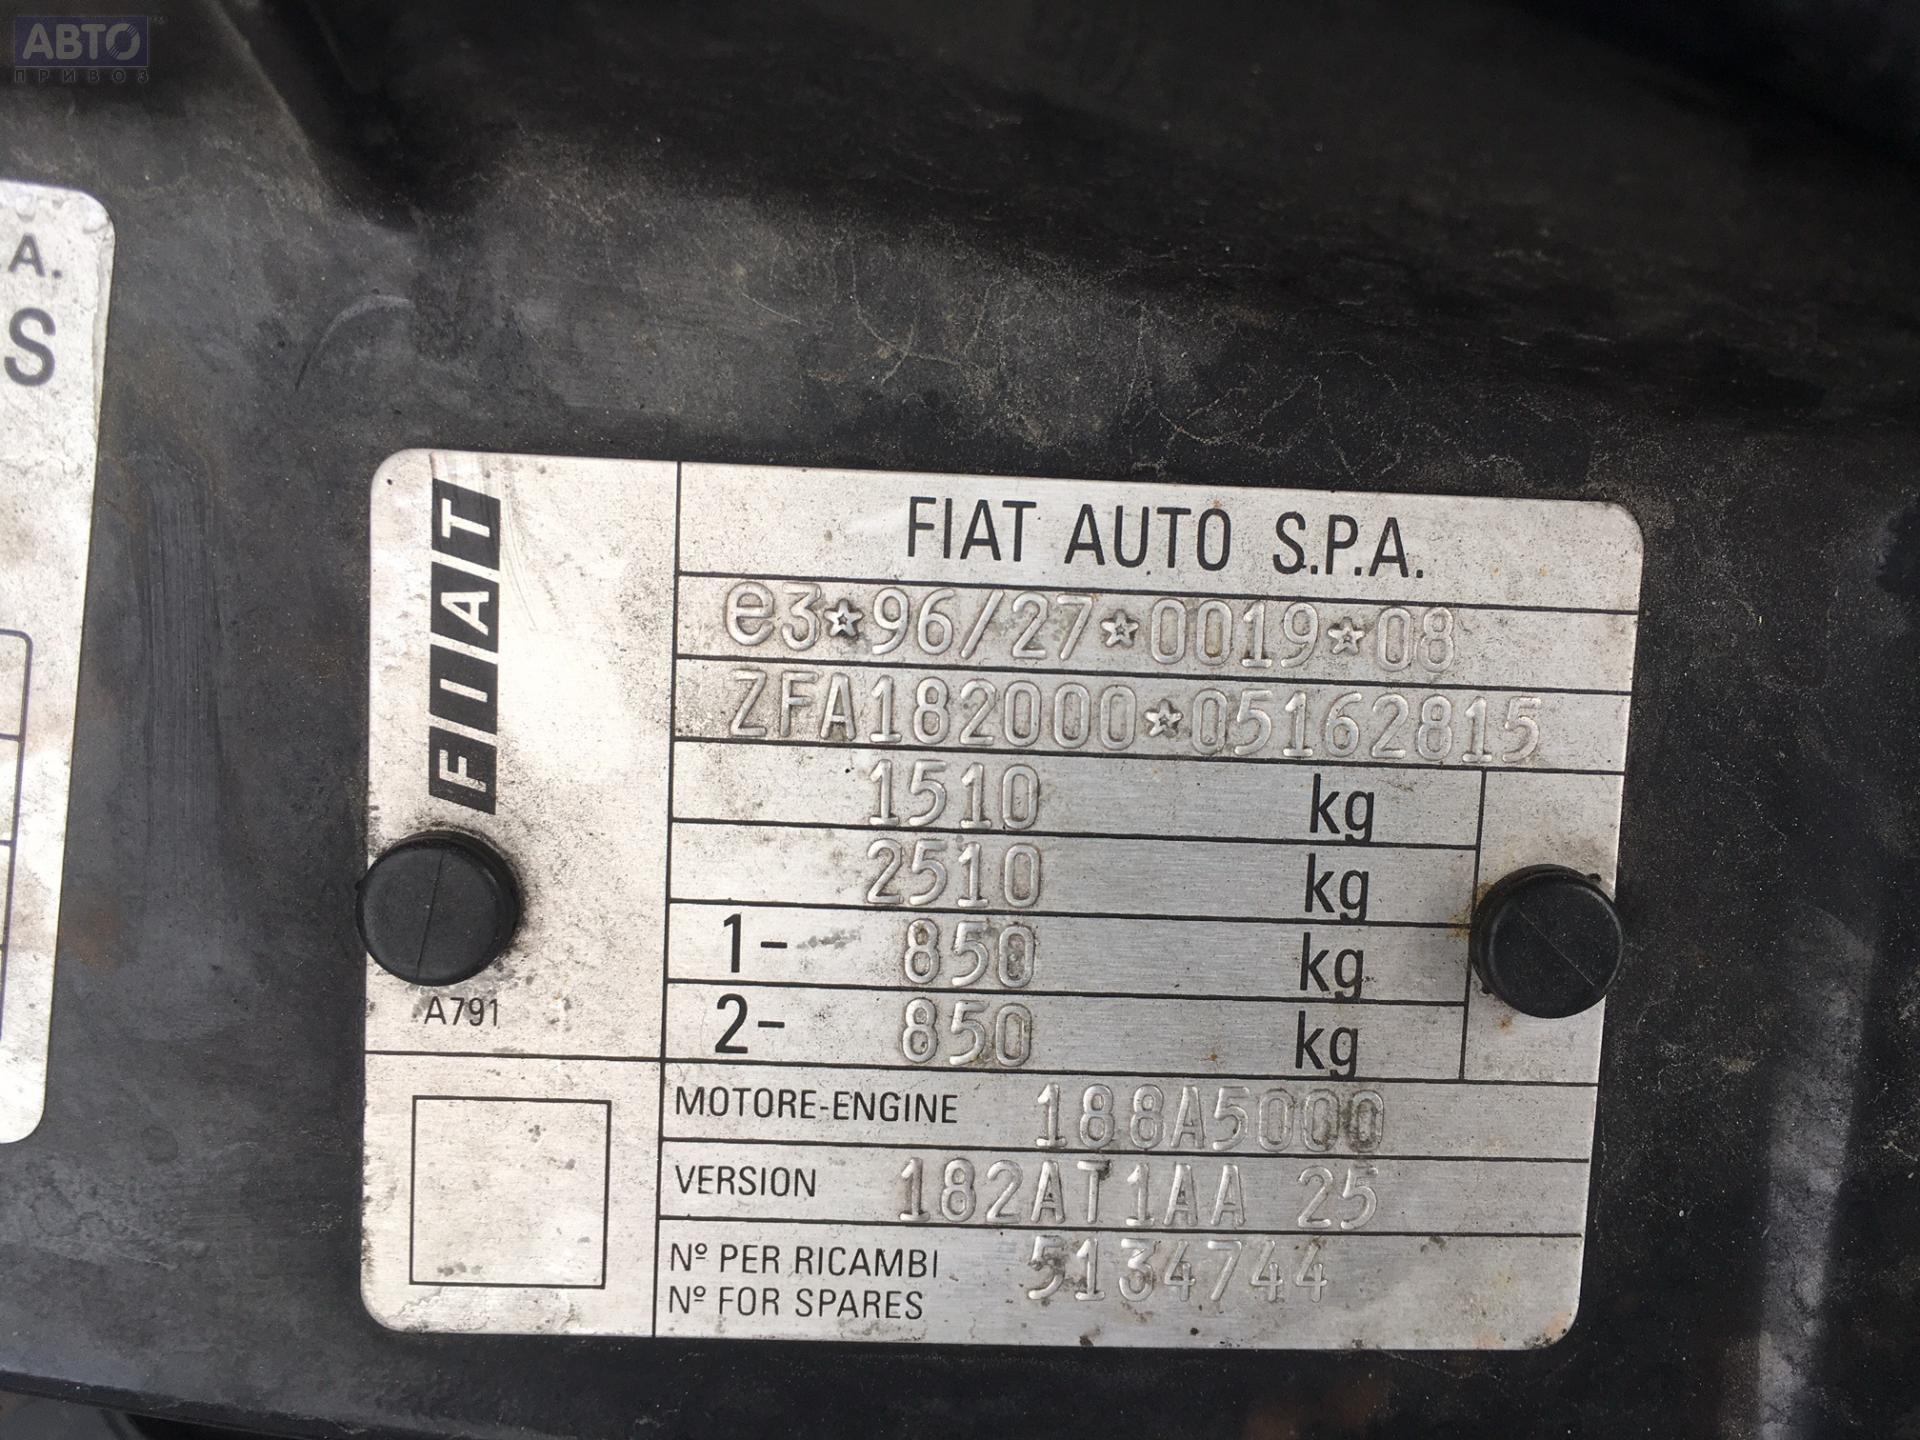 АВТО
ПРИВОЗ
.A.
S
FIAT
FIAT AUTO S.P.A.
e3*96/27*0019*08
ZFA182000*05162815
1510 kg
2510 kg
1- 850 kg
2- 850 kg
A791
MOTORE-ENGINE 188A5000
VERSION 182AT1AA 25
Nº PER RICAMBI 5134744
Nº FOR SPARES